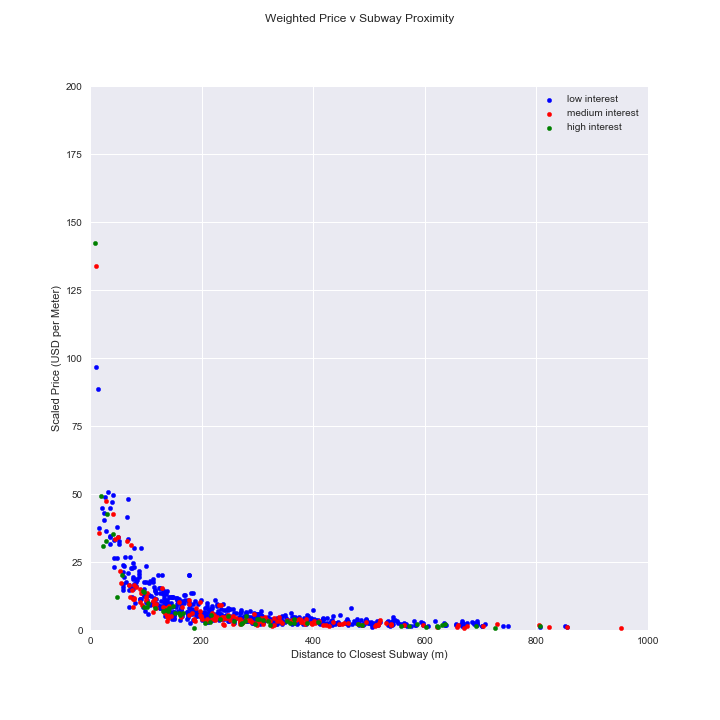 Weighted Price v Subway Proximity
200
175
150
125
100
75
50
25
0
Scaled Price (USD per Meter)
low interest
medium interest
high interest
0 200 400 600 800 1000
Distance to Closest Subway (m)